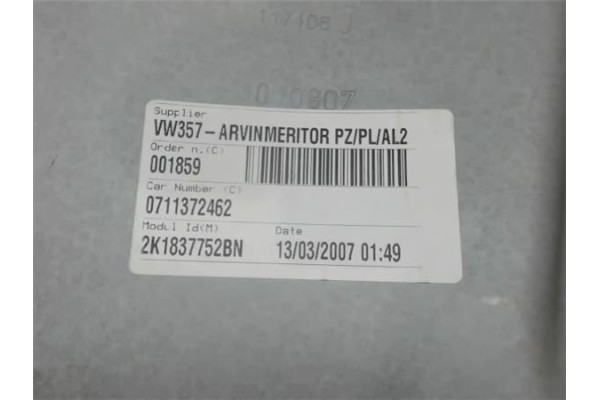 Supplier
VW357-ARVINMERITOR PZ/PL/AL2
Order n.(C)
001859
Car Number (C)
0711372462
Modul Id(M) Date
2K1837752BN 13/03/2007 01:49